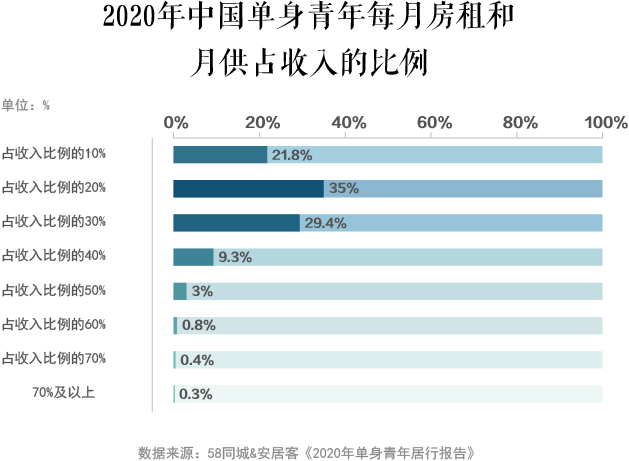 2020年中国单身青年每月房租和
月供占收入的比例
单位：%
0% 20% 40% 60% 80% 100%
占收入比例的10% 21.8%
占收入比例的20% 35%
占收入比例的30% 29.4%
占收入比例的40% 9.3%
占收入比例的50% 3%
占收入比例的60% 0.8%
占收入比例的70% 0.4%
70%及以上 0.3%
数据来源：58同城&安居客《2020年单身青年居行报告》